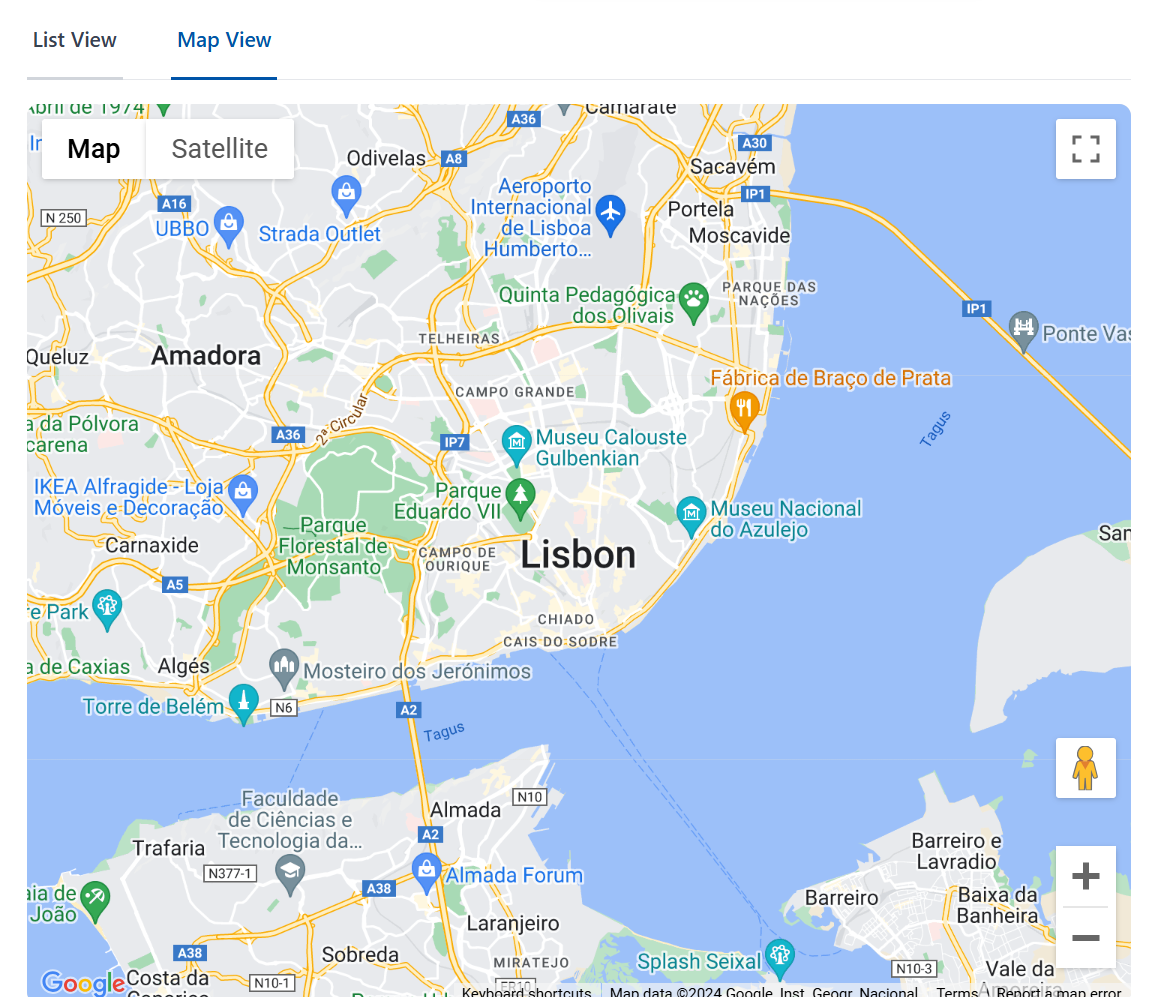 List View
Map View
Abril de 1974
Camarate
A36
Map
Satellite
Odivelas
A8
A30
Sacavém
Aeroporto
Internacional
de Lisboa
Humberto...
IP1
N 250
A16
UBBO
Strada Outlet
Portela
Moscavide
Quinta Pedagógica
dos Olivais
PARQUE DAS
NAÇÕES
IP1
Ponte Vas
TELHEIRAS
Queluz
Amadora
CAMPO GRANDE
Fábrica de Braço de Prata
2ª Circular
Tagus
a da Pólvora
carena
A36
IP7
Museu Calouste
Gulbenkian
IKEA Alfragide - Loja
Móveis e Decoração
Parque
Eduardo VII
Museu Nacional
do Azulejo
Parque
Florestal de
Monsanto
Carnaxide
CAMPO DE
OURIQUE
Lisbon
San
A5
re Park
CHIADO
CAIS DO SODRE
a de Caxias
Algés
Mosteiro dos Jerónimos
Torre de Belém
N6
A2
Tagus
Faculdade
de Ciências e
Tecnologia da...
Almada
N10
Trafaria
A2
Barreiro e
Lavradio
N377-1
A38
Almada Forum
aia de
João
Barreiro
Baixa da
Banheira
Laranjeiro
A38
Sobreda
MIRATEJO
Splash Seixal
N10-3
Vale da
Amoreira
Google
Costa da
Caparica
N10-1
ER10
Keyboard shortcuts
Map data ©2024 Google, Inst. Geogr. Nacional
Terms
Report a map error